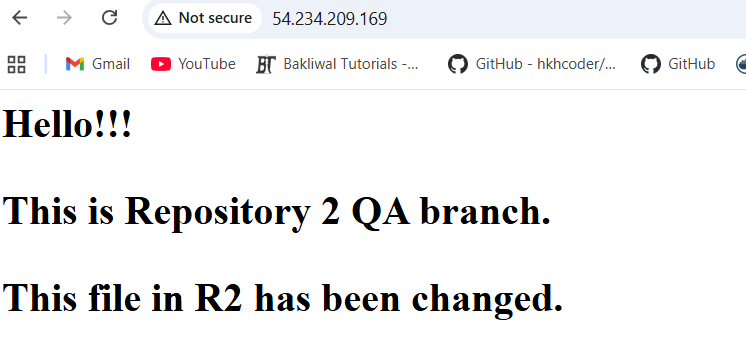 Not secure 54.234.209.169
Gmail YouTube Bakliwal Tutorials -... GitHub - hkhcoder/... GitHub
Hello!!!
This is Repository 2 QA branch.
This file in R2 has been changed.